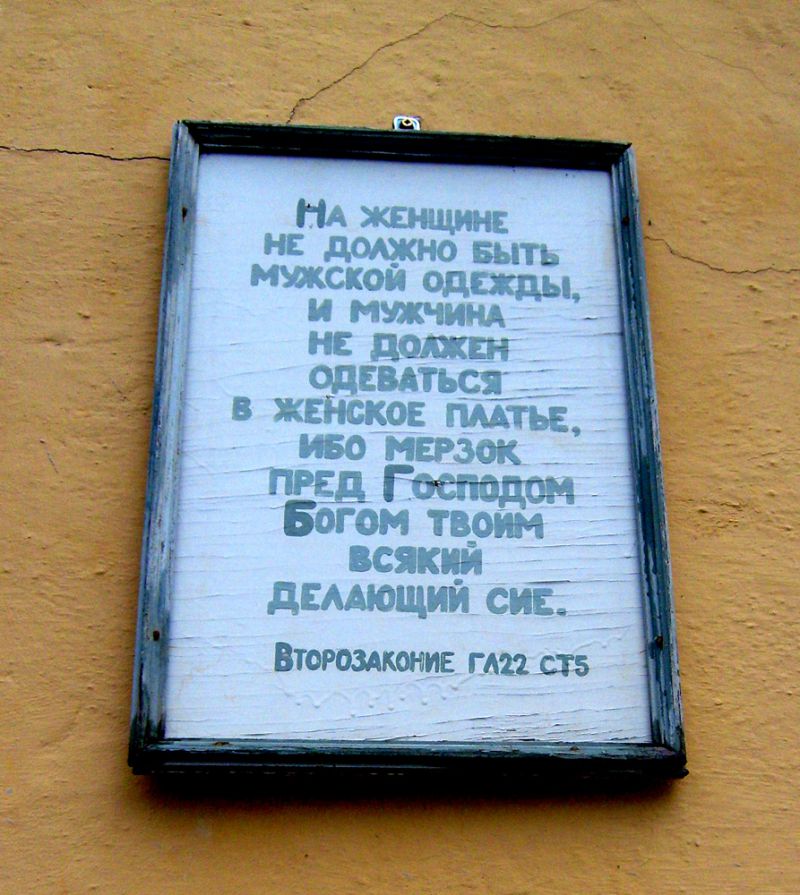 На женщине
не должно быть
мужской одежды,
и мужчина
не должен
одеваться
в женское платье,
ибо мерзок
пред Господом
Богом твоим
всякий
делающий сие.
Второзаконие гл22 ст5